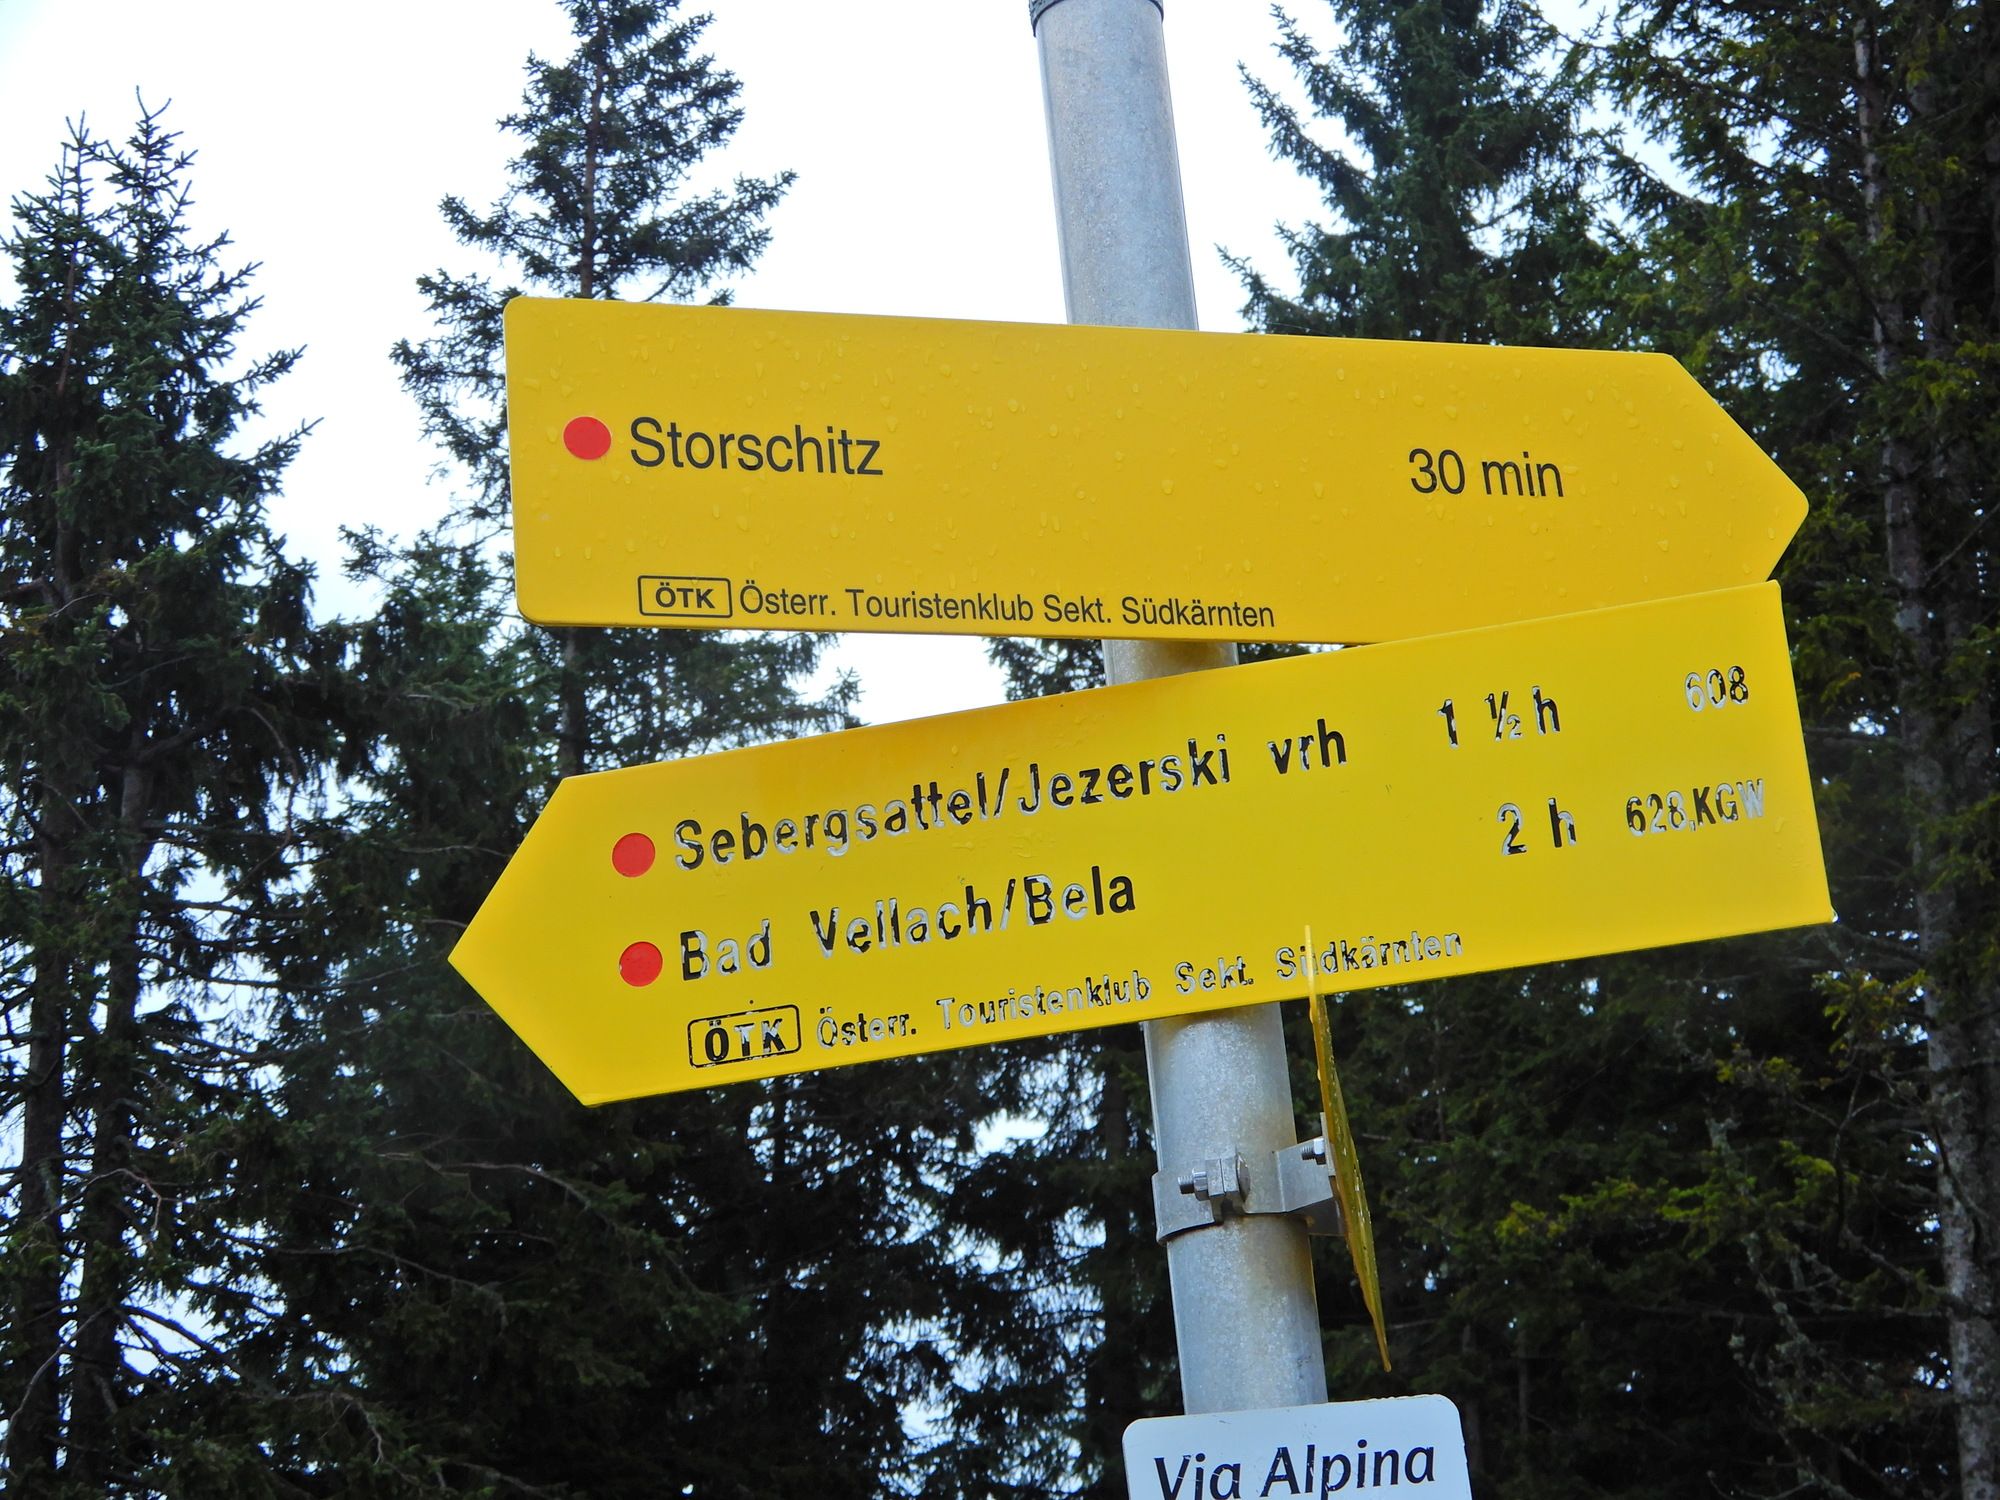 Storschitz 30 min
ÖTK Österr. Touristenklub Sekt. Südkärnten
Sebergsattel/Jezerski vrh 1 ½ h 608
Bad Vellach/Bela 2 h 628,KGW
ÖTK Österr. Touristenklub Sekt. Südkärnten
Via Alpina